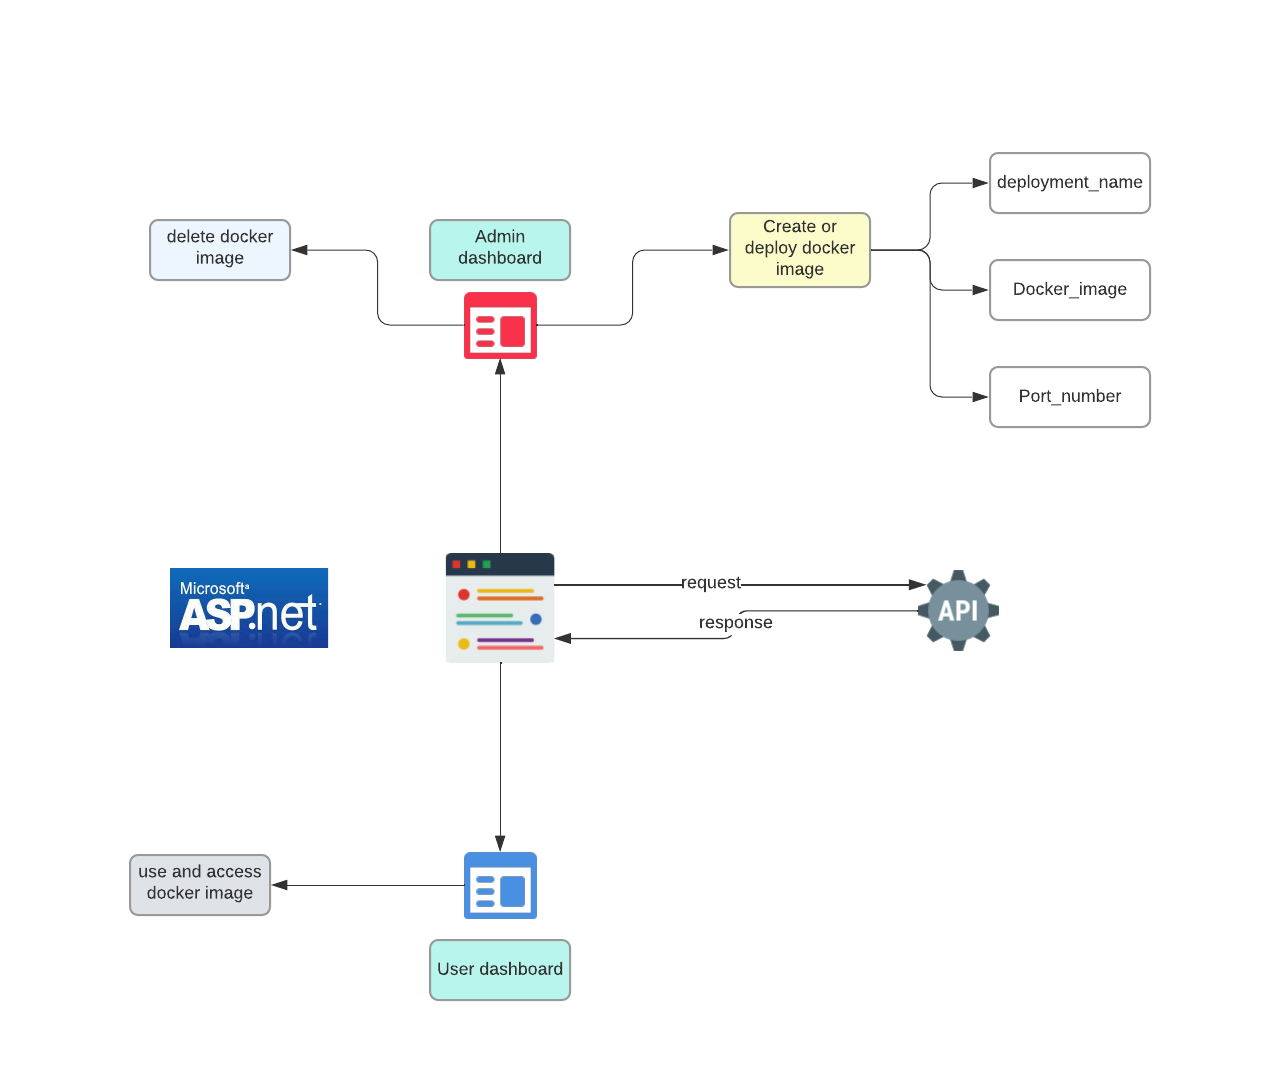 deployment_name
delete docker
image
Admin
dashboard
Create or
deploy docker
image
Docker_image
Port_number
Microsoft
ASP.net
request
response
API
use and access
docker image
User dashboard